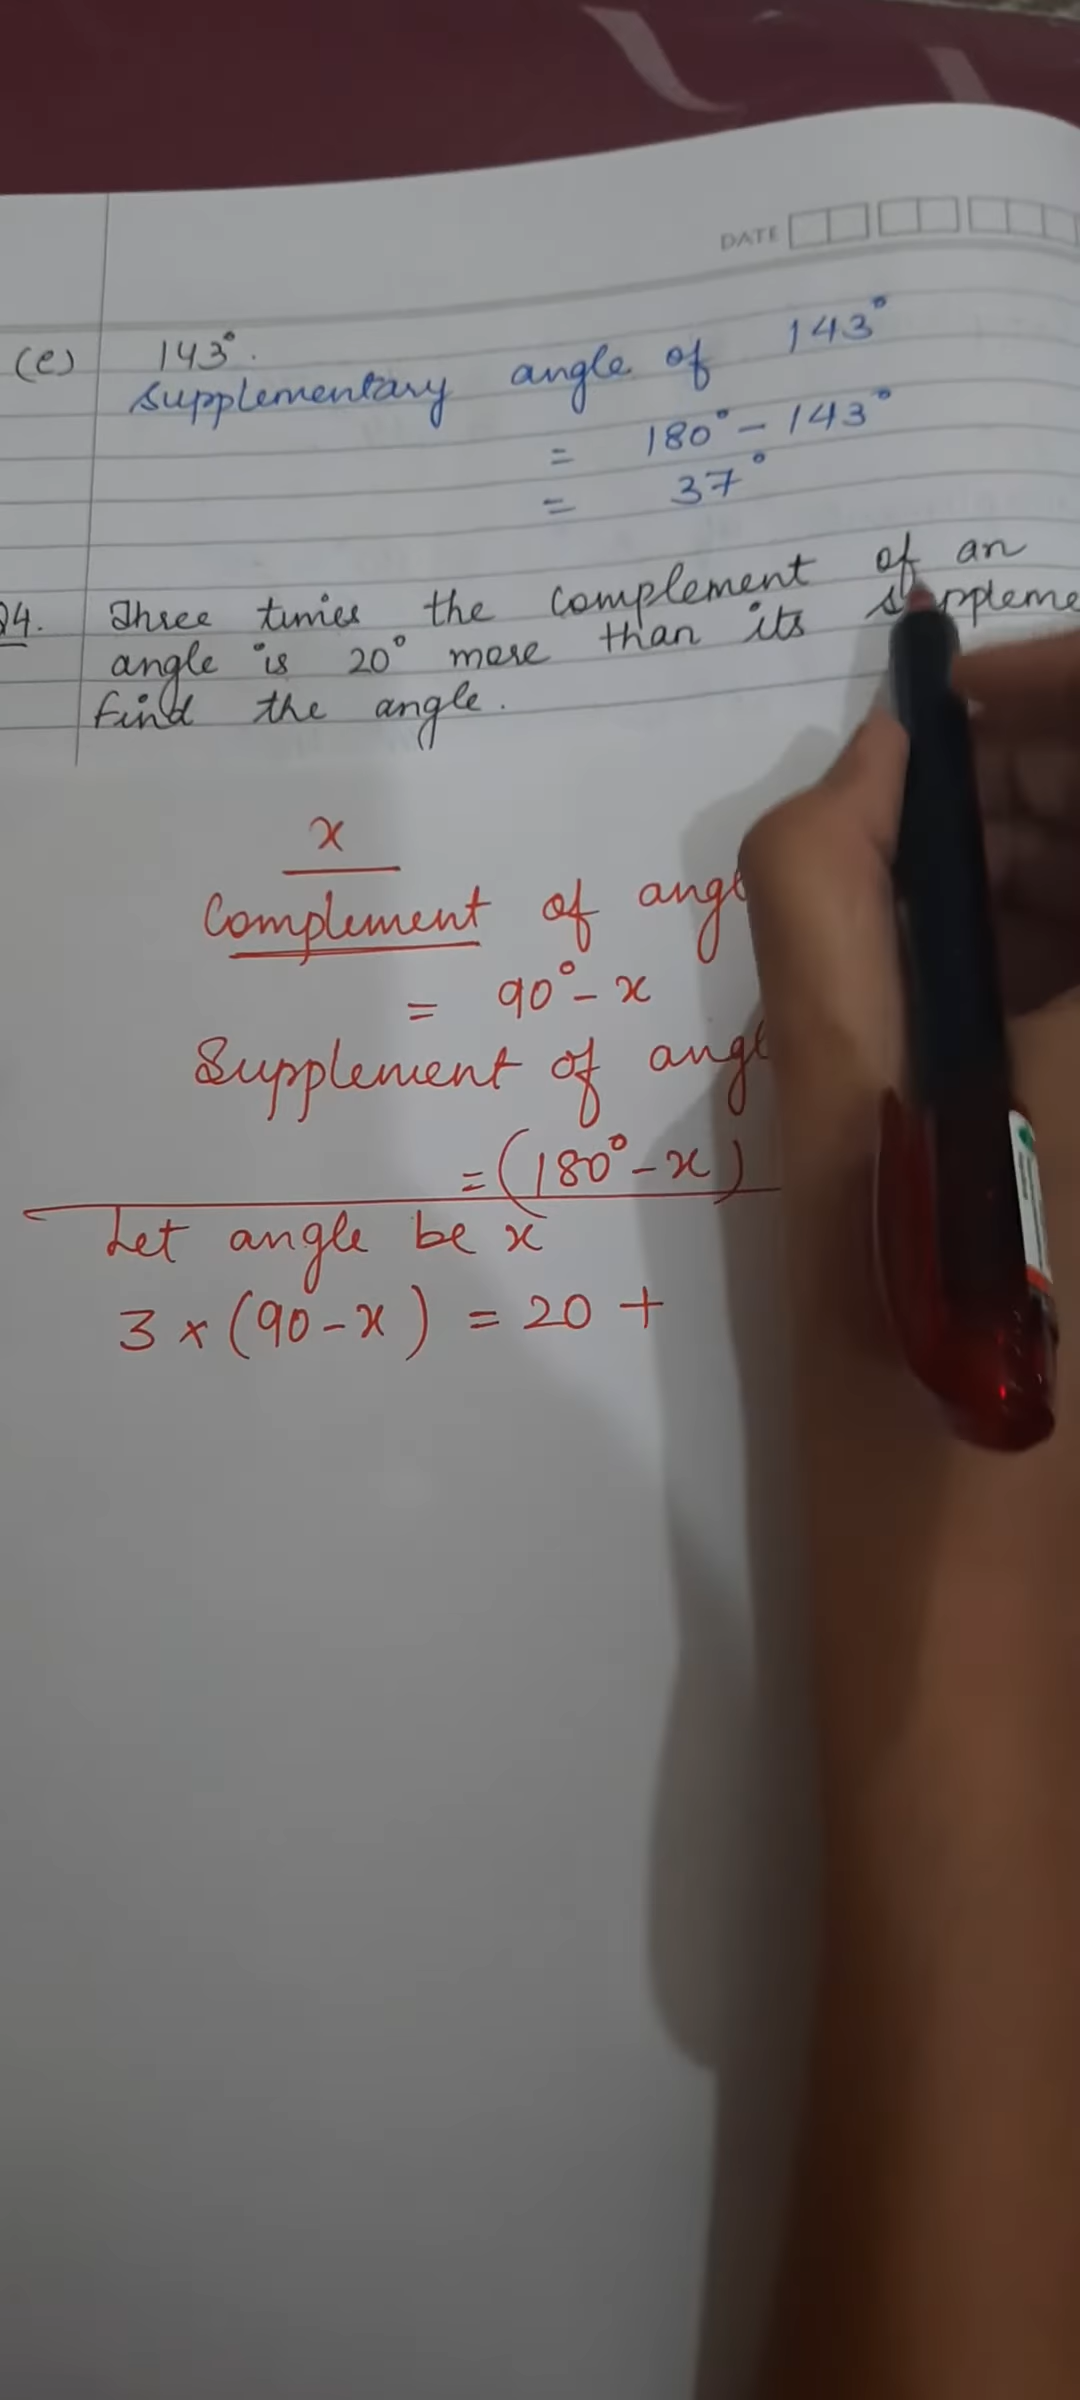 DATE
(e) 143°.
Supplementary angle of 143°
= 180° - 143°
= 37°
Three times the complement of an
angle is 20° more than its
find the angle.
x
Complement of
= 90° - x
Supplement of
= (180° - x)
Let angle be x
3 × (90 - x) = 20 +